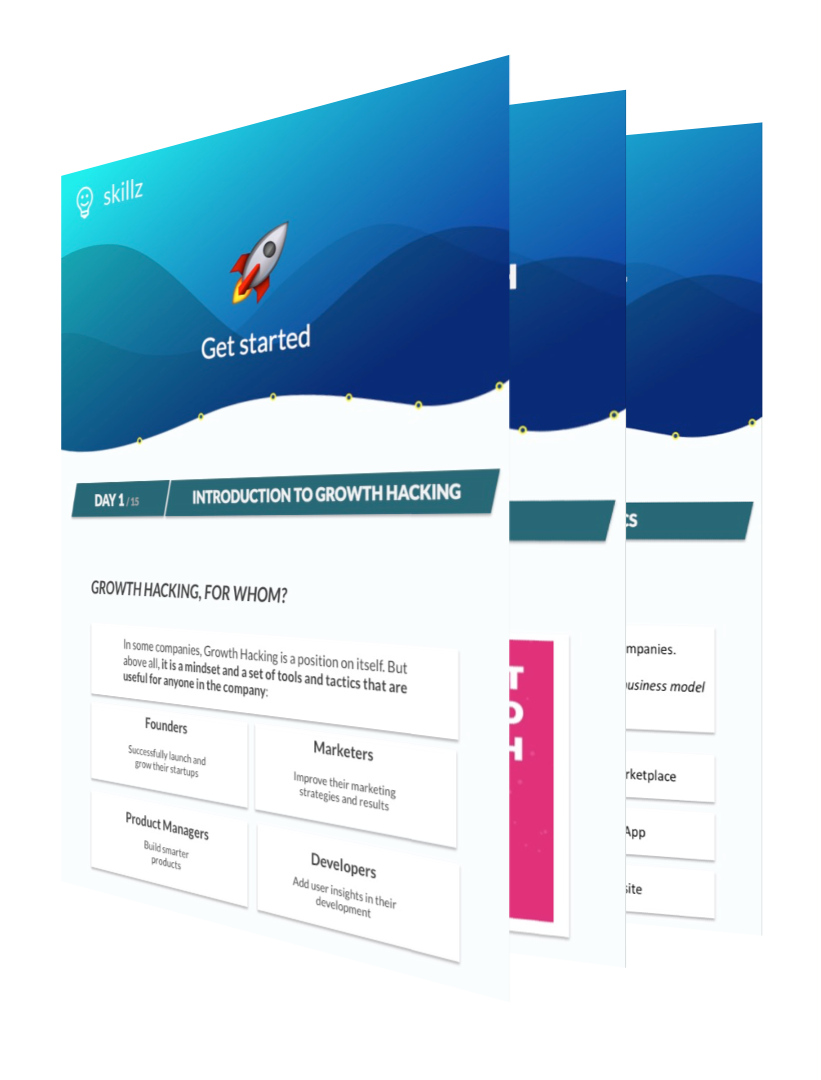 skillz
Get started
DAY 1 / 15
INTRODUCTION TO GROWTH HACKING
GROWTH HACKING, FOR WHOM?
In some companies, Growth Hacking is a position on itself. But
above all, it is a mindset and a set of tools and tactics that are
useful for anyone in the company:
Founders
Successfully launch and
grow their startups
Marketers
Improve their marketing
strategies and results
Product Managers
Build smarter
products
Developers
Add user insights in their
development
T
O
H
CS
mpanies.
business model
rketplace
App
site